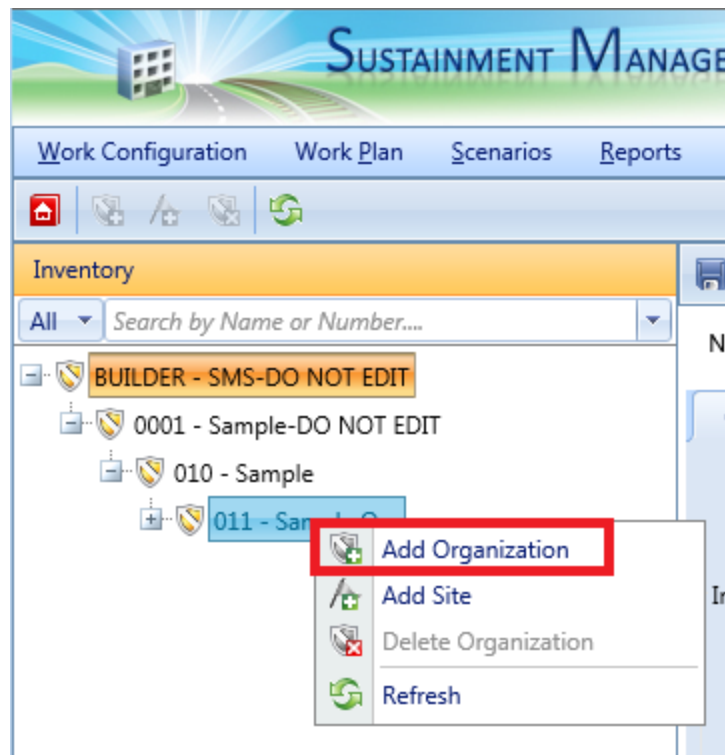 SUSTAINMENT MANAGE
Work Configuration Work Plan Scenarios Reports
Inventory
All Search by Name or Number....
N
BUILDER - SMS-DO NOT EDIT
0001 - Sample-DO NOT EDIT
010 - Sample
011 -
Add Organization
Add Site
Delete Organization
Refresh